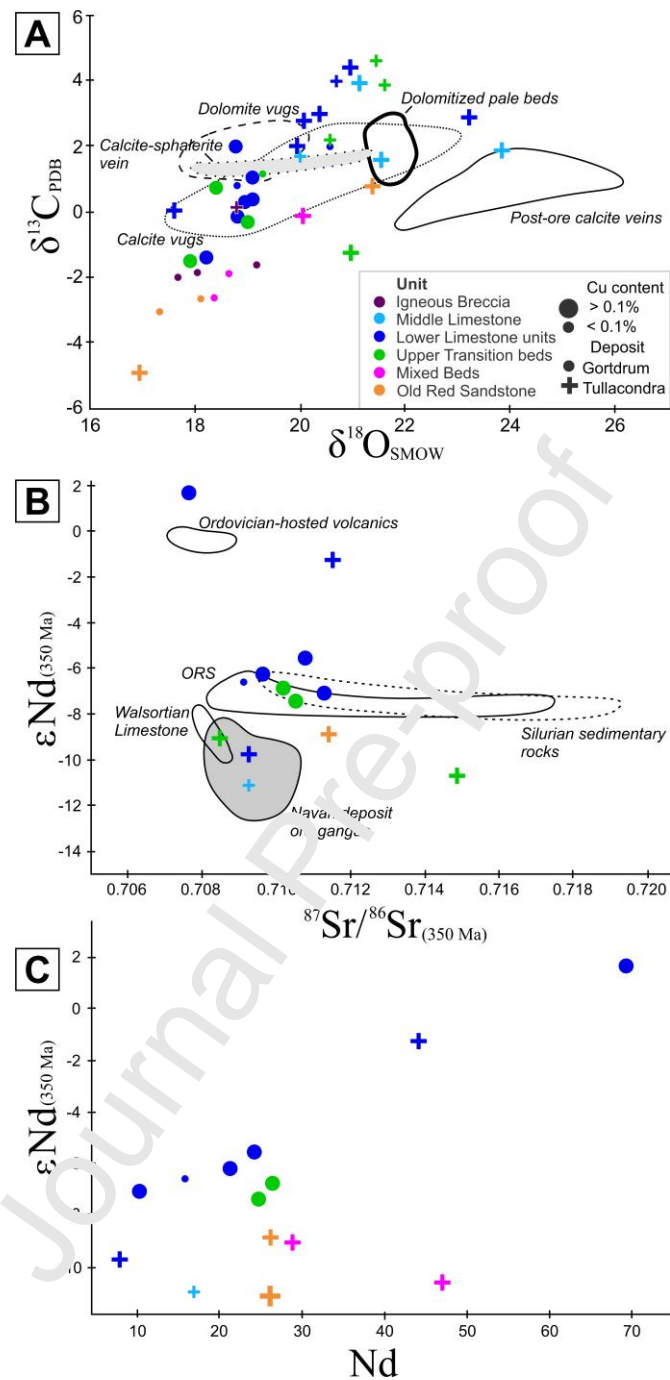 A
6
4
2
0
-2
-4
-6
δ13CPDB
Dolomite vugs
Dolomitized pale beds
Calcite-sphalerite
vein
Calcite vugs
Post-ore calcite veins
Unit
Igneous Breccia
Middle Limestone
Lower Limestone units
Upper Transition beds
Mixed Beds
Old Red Sandstone
Cu content
> 0.1%
< 0.1%
Deposit
Gortdrum
Tullacondra
16 18 20 22 24 26
δ18OSMOW
B
2
0
-2
-4
-6
-8
-10
-12
-14
εNd(350 Ma)
Ordovician-hosted volcanics
ORS
Walsortian
Limestone
Silurian sedimentary
rocks
Navan deposit
gangue
0.706 0.708 0.710 0.712 0.714 0.716 0.718 0.720
87Sr/86Sr(350 Ma)
C
2
0
-2
-4
εNd(350 Ma)
10 20 30 40 50 60 70
Nd
Journal Pre-proof